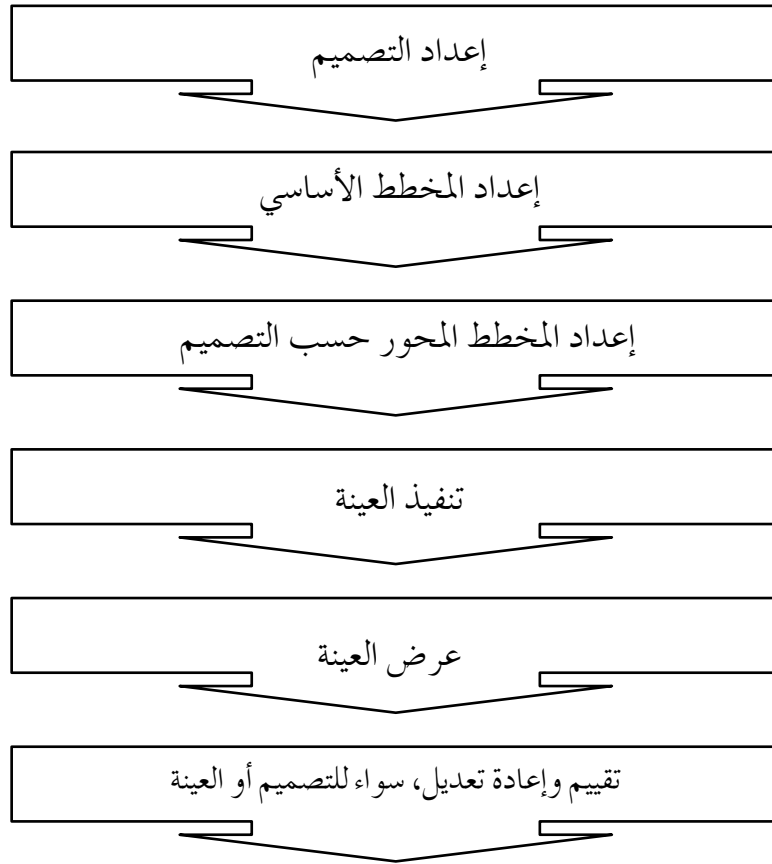 إعداد التصميم
إعداد المخطط الأساسي
إعداد المخطط المحور حسب التصميم
تنفيذ العينة
عرض العينة
تقييم وإعادة تعديل، سواء للتصميم أو العينة